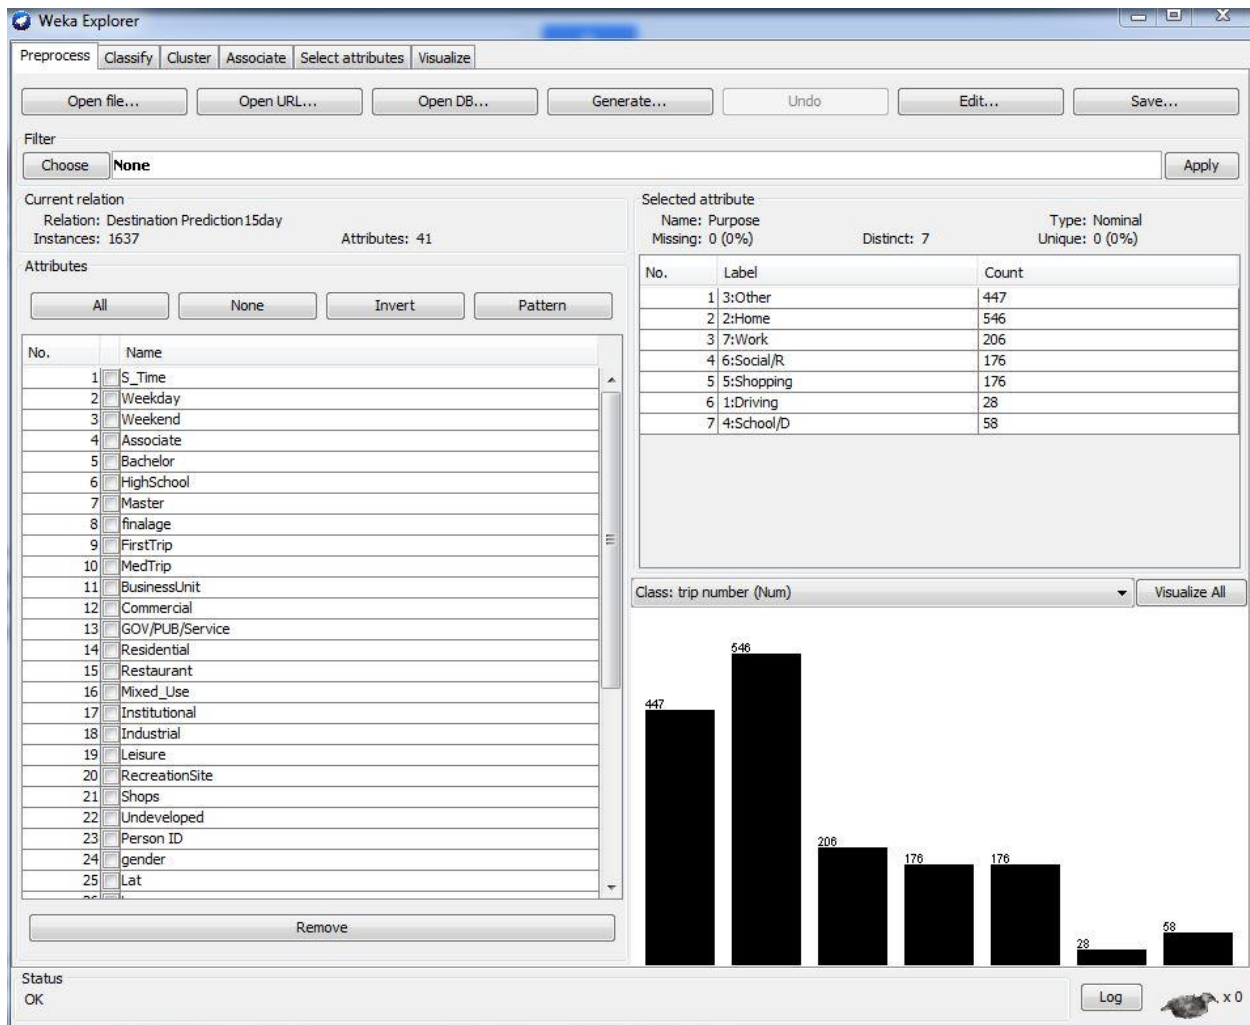 Weka Explorer
Preprocess Classify Cluster Associate Select attributes Visualize
Open file... Open URL... Open DB... Generate... Undo Edit... Save...
Filter
Choose None Apply
Current relation
Relation: Destination Prediction15day
Instances: 1637 Attributes: 41
Attributes
All None Invert Pattern
No. Name
1 S_Time
2 Weekday
3 Weekend
4 Associate
5 Bachelor
6 HighSchool
7 Master
8 finalage
9 FirstTrip
10 MedTrip
11 BusinessUnit
12 Commercial
13 GOV/PUB/Service
14 Residential
15 Restaurant
16 Mixed_Use
17 Institutional
18 Industrial
19 Leisure
20 RecreationSite
21 Shops
22 Undeveloped
23 Person ID
24 gender
25 Lat
Remove
Selected attribute
Name: Purpose Type: Nominal
Missing: 0 (0%) Distinct: 7 Unique: 0 (0%)
No. Label Count
1 3:Other 447
2 2:Home 546
3 7:Work 206
4 6:Social/R 176
5 5:Shopping 176
6 1:Driving 28
7 4:School/D 58
Class: trip number (Num) Visualize All
447 546 206 176 176 28 58
Status
OK
Log x 0